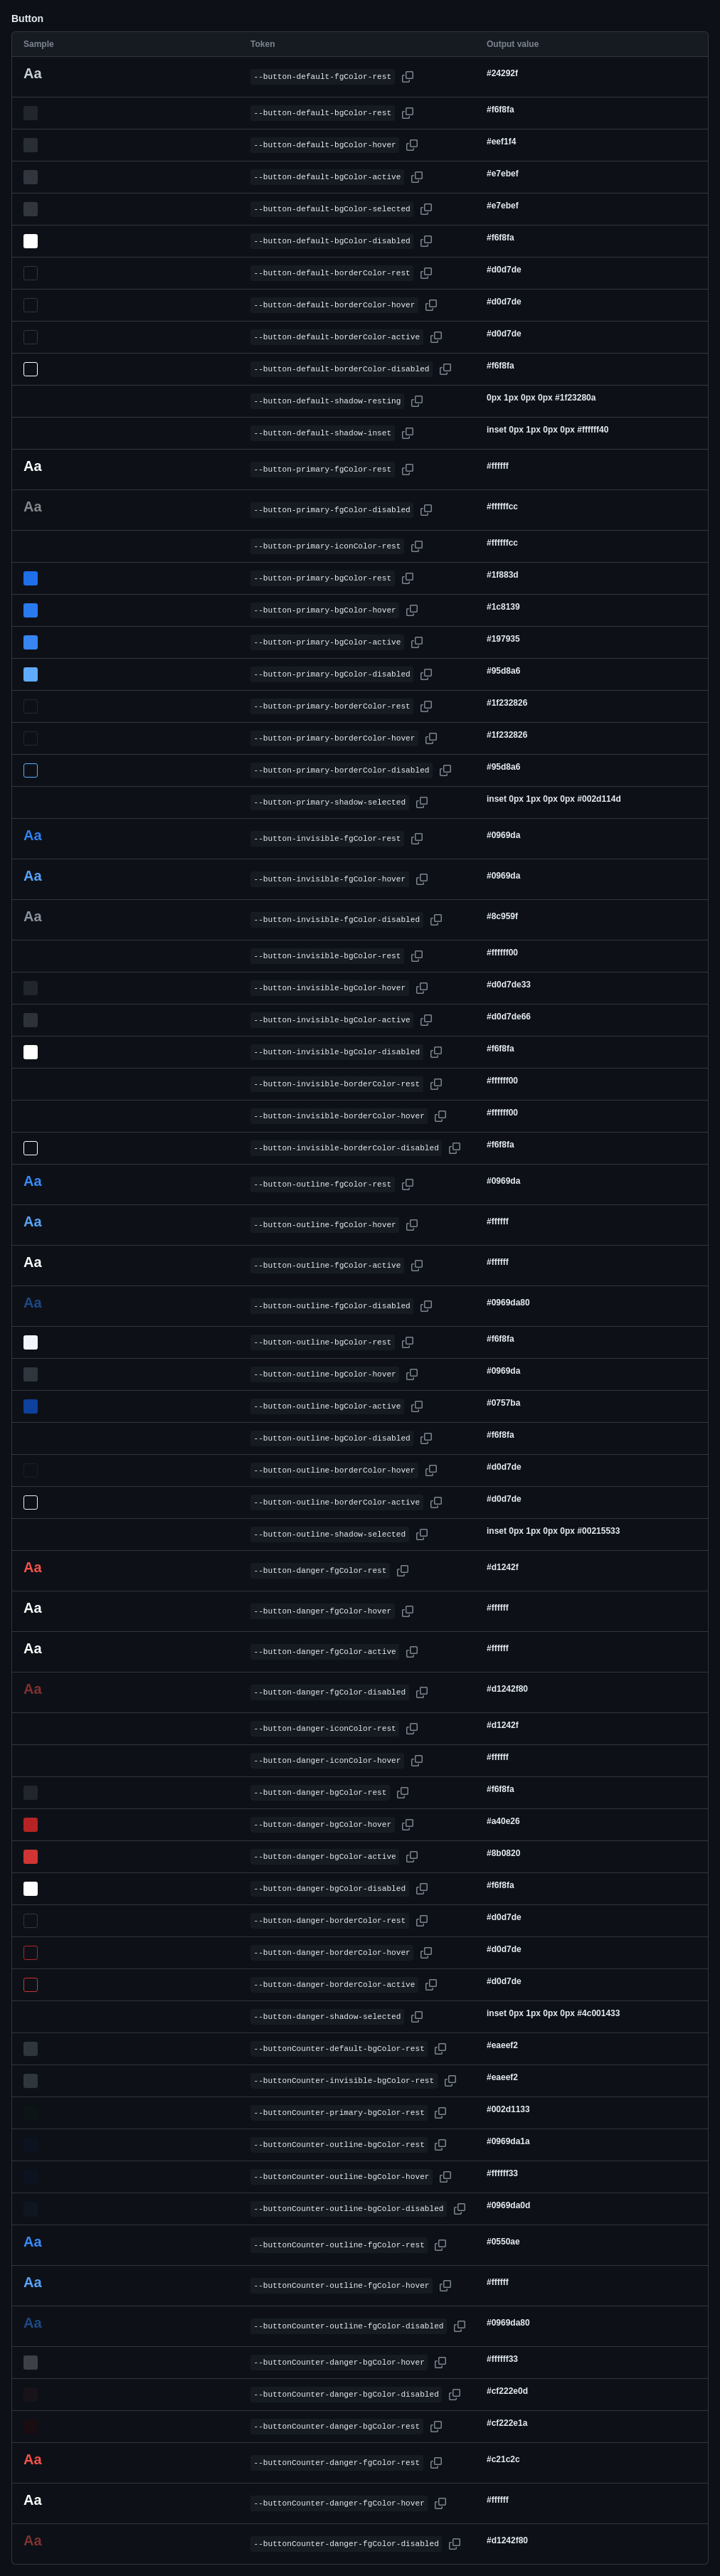 Button
Sample Token Output value
Aa --button-default-fgColor-rest #24292f
--button-default-bgColor-rest #f6f8fa
--button-default-bgColor-hover #eef1f4
--button-default-bgColor-active #e7ebef
--button-default-bgColor-selected #e7ebef
--button-default-bgColor-disabled #f6f8fa
--button-default-borderColor-rest #d0d7de
--button-default-borderColor-hover #d0d7de
--button-default-borderColor-active #d0d7de
--button-default-borderColor-disabled #f6f8fa
--button-default-shadow-resting 0px 1px 0px 0px #1f23280a
--button-default-shadow-inset inset 0px 1px 0px 0px #ffffff40
Aa --button-primary-fgColor-rest #ffffff
Aa --button-primary-fgColor-disabled #ffffffcc
--button-primary-iconColor-rest #ffffffcc
--button-primary-bgColor-rest #1f883d
--button-primary-bgColor-hover #1c8139
--button-primary-bgColor-active #197935
--button-primary-bgColor-disabled #95d8a6
--button-primary-borderColor-rest #1f232826
--button-primary-borderColor-hover #1f232826
--button-primary-borderColor-disabled #95d8a6
--button-primary-shadow-selected inset 0px 1px 0px 0px #002d114d
Aa --button-invisible-fgColor-rest #0969da
Aa --button-invisible-fgColor-hover #0969da
Aa --button-invisible-fgColor-disabled #8c959f
--button-invisible-bgColor-rest #ffffff00
--button-invisible-bgColor-hover #d0d7de33
--button-invisible-bgColor-active #d0d7de66
--button-invisible-bgColor-disabled #f6f8fa
--button-invisible-borderColor-rest #ffffff00
--button-invisible-borderColor-hover #ffffff00
--button-invisible-borderColor-disabled #f6f8fa
Aa --button-outline-fgColor-rest #0969da
Aa --button-outline-fgColor-hover #ffffff
Aa --button-outline-fgColor-active #ffffff
Aa --button-outline-fgColor-disabled #0969da80
--button-outline-bgColor-rest #f6f8fa
--button-outline-bgColor-hover #0969da
--button-outline-bgColor-active #0757ba
--button-outline-bgColor-disabled #f6f8fa
--button-outline-borderColor-hover #d0d7de
--button-outline-borderColor-active #d0d7de
--button-outline-shadow-selected inset 0px 1px 0px 0px #00215533
Aa --button-danger-fgColor-rest #d1242f
Aa --button-danger-fgColor-hover #ffffff
Aa --button-danger-fgColor-active #ffffff
Aa --button-danger-fgColor-disabled #d1242f80
--button-danger-iconColor-rest #d1242f
--button-danger-iconColor-hover #ffffff
--button-danger-bgColor-rest #f6f8fa
--button-danger-bgColor-hover #a40e26
--button-danger-bgColor-active #8b0820
--button-danger-bgColor-disabled #f6f8fa
--button-danger-borderColor-rest #d0d7de
--button-danger-borderColor-hover #d0d7de
--button-danger-borderColor-active #d0d7de
--button-danger-shadow-selected inset 0px 1px 0px 0px #4c001433
--buttonCounter-default-bgColor-rest #eaeef2
--buttonCounter-invisible-bgColor-rest #eaeef2
--buttonCounter-primary-bgColor-rest #002d1133
--buttonCounter-outline-bgColor-rest #0969da1a
--buttonCounter-outline-bgColor-hover #ffffff33
--buttonCounter-outline-bgColor-disabled #0969da0d
Aa --buttonCounter-outline-fgColor-rest #0550ae
Aa --buttonCounter-outline-fgColor-hover #ffffff
Aa --buttonCounter-outline-fgColor-disabled #0969da80
--buttonCounter-danger-bgColor-hover #ffffff33
--buttonCounter-danger-bgColor-disabled #cf222e0d
--buttonCounter-danger-bgColor-rest #cf222e1a
Aa --buttonCounter-danger-fgColor-rest #c21c2c
Aa --buttonCounter-danger-fgColor-hover #ffffff
Aa --buttonCounter-danger-fgColor-disabled #d1242f80